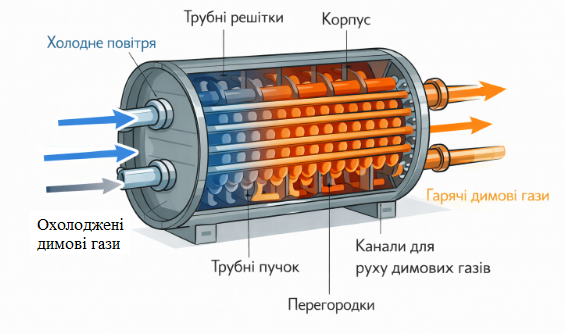 Трубні решітки
Корпус
Холодне повітря
Гарячі димові гази
Охолоджені
димові гази
Канали для
руху димових газів
Трубні пучок
Перегородки